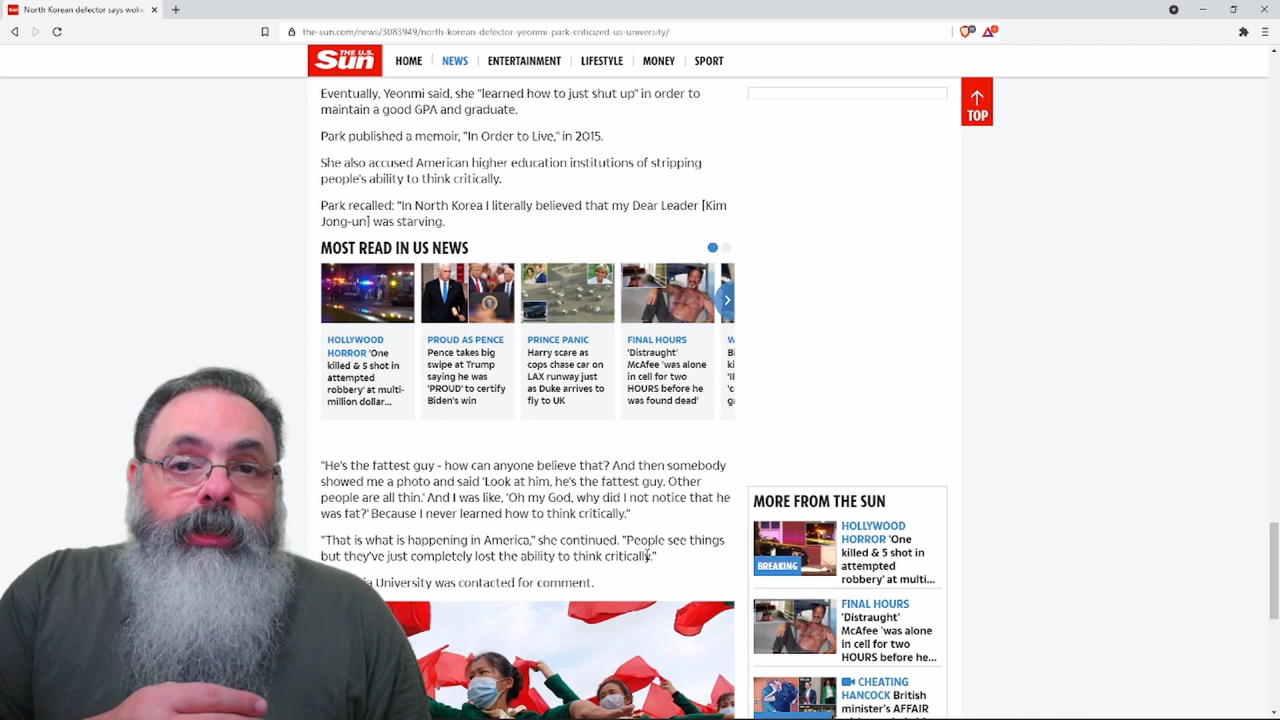 North Korean defector says woke
the-sun.com/news/3083949/north-korean-defector-yeonmi-park-criticized-us-university/
THE U.S.
Sun
HOME
NEWS
ENTERTAINMENT
LIFESTYLE
MONEY
SPORT
Eventually, Yeonmi said, she "learned how to just shut up" in order to
maintain a good GPA and graduate.
Park published a memoir, "In Order to Live," in 2015.
She also accused American higher education institutions of stripping
people's ability to think critically.
Park recalled: "In North Korea I literally believed that my Dear Leader [Kim
Jong-un] was starving.
MOST READ IN US NEWS
HOLLYWOOD
HORROR 'One
killed & 5 shot in
attempted
robbery' at multi-
million dollar...
PROUD AS PENCE
Pence takes big
swipe at Trump
saying he was
'PROUD' to certify
Biden's win
PRINCE PANIC
Harry scare as
cops chase car on
LAX runway just
as Duke arrives to
fly to UK
FINAL HOURS
'Distraught'
McAfee 'was alone
in cell for two
HOURS before he
was found dead'
"He's the fattest guy - how can anyone believe that? And then somebody
showed me a photo and said 'Look at him, he's the fattest guy. Other
people are all thin.' And I was like, 'Oh my God, why did I not notice that he
was fat?' Because I never learned how to think critically."
"That is what is happening in America," she continued. "People see things
but they've just completely lost the ability to think critically."
University was contacted for comment.
TOP
MORE FROM THE SUN
BREAKING
HOLLYWOOD
HORROR 'One
killed & 5 shot in
attempted
robbery' at multi...
FINAL HOURS
'Distraught'
McAfee 'was alone
in cell for two
HOURS before he...
CHEATING
HANCOCK British
minister's AFFAIR